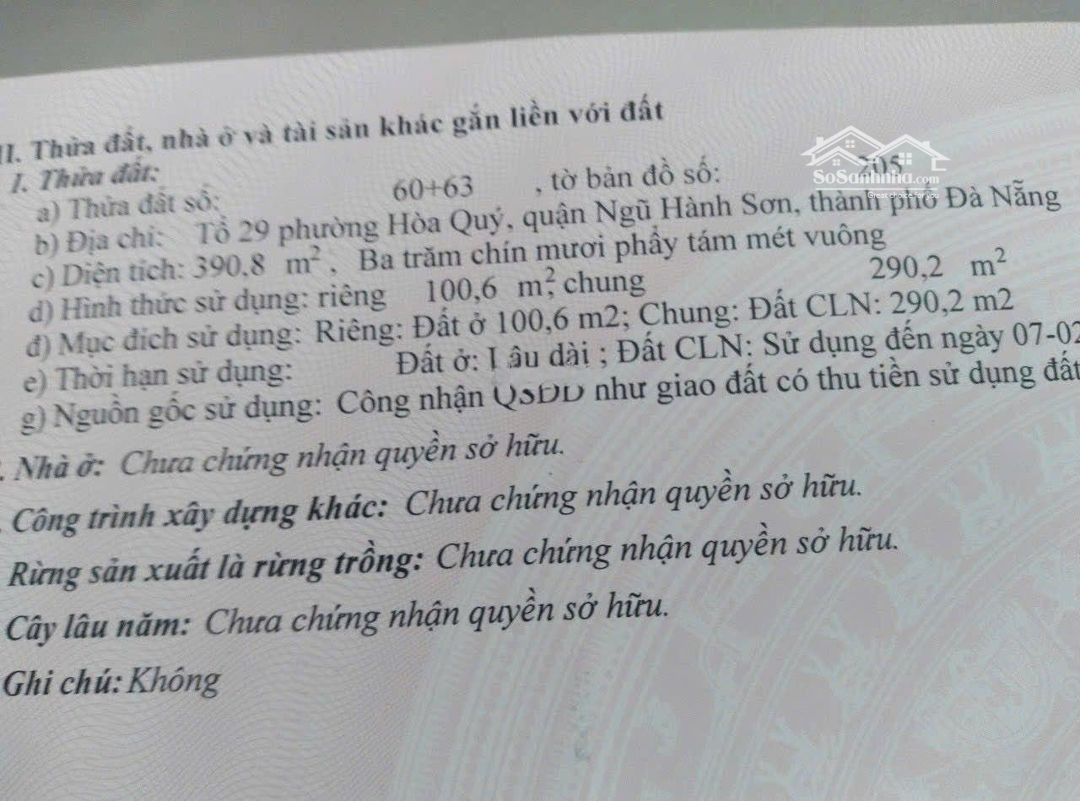 II. Thửa đất, nhà ở và tài sản khác gắn liền với đất
1. Thửa đất:
a) Thửa đất số: 60+63 , tờ bản đồ số: 205
b) Địa chỉ: Tổ 29 phường Hòa Quý, quận Ngũ Hành Sơn, thành phố Đà Nẵng
c) Diện tích: 390.8 m², Ba trăm chín mươi phẩy tám mét vuông
d) Hình thức sử dụng: riêng 100,6 m²; chung 290,2 m²
đ) Mục đích sử dụng: Riêng: Đất ở 100,6 m2; Chung: Đất CLN: 290,2 m2
e) Thời hạn sử dụng: Đất ở: Lâu dài ; Đất CLN: Sử dụng đến ngày 07-02
g) Nguồn gốc sử dụng: Công nhận QSDĐ như giao đất có thu tiền sử dụng đất
. Nhà ở: Chưa chứng nhận quyền sở hữu.
. Công trình xây dựng khác: Chưa chứng nhận quyền sở hữu.
Rừng sản xuất là rừng trồng: Chưa chứng nhận quyền sở hữu.
Cây lâu năm: Chưa chứng nhận quyền sở hữu.
Ghi chú: Không
SoSanhnha.com
Great choice for you